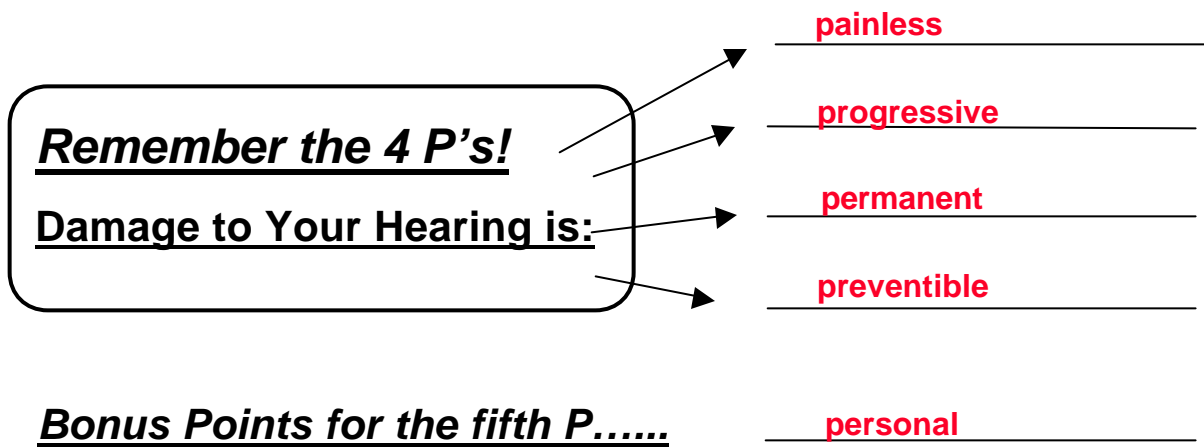 painless
progressive
Remember the 4 P's!
permanent
Damage to Your Hearing is:
preventible
Bonus Points for the fifth P…... personal